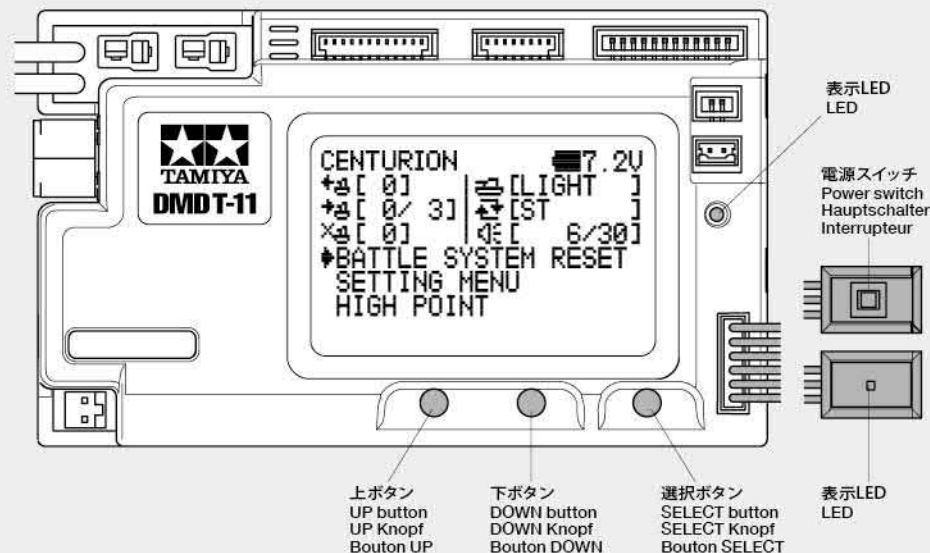 TAMIYA
DMD T-11
CENTURION 7.2V
[ 0] [LIGHT ]
[ 0/ 3] [ST ]
[ 0] [ 6/30]
BATTLE SYSTEM RESET
SETTING MENU
HIGH POINT
表示LED
LED
電源スイッチ
Power switch
Hauptschalter
Interrupteur
上ボタン
UP button
UP Knopf
Bouton UP
下ボタン
DOWN button
DOWN Knopf
Bouton DOWN
選択ボタン
SELECT button
SELECT Knopf
Bouton SELECT
表示LED
LED